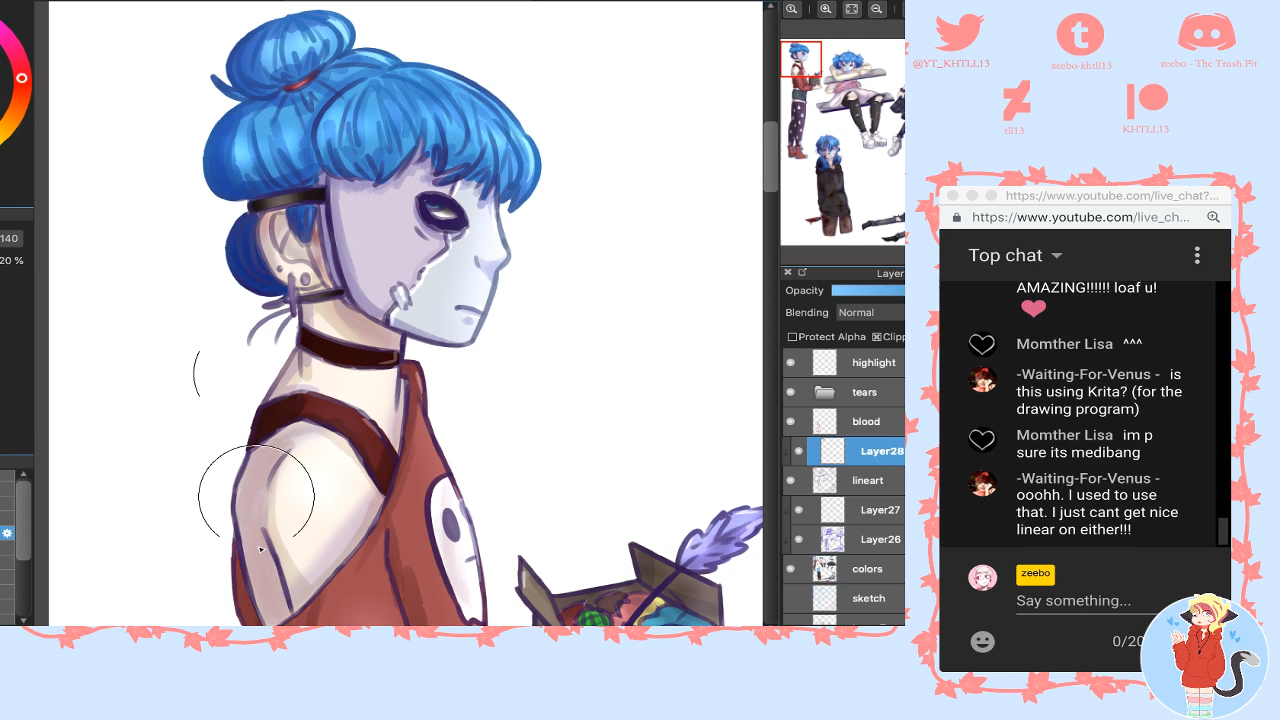 @YT_KHTLL13
zeebo-khtll13
zeebo - The Trash Pit
tll13
KHTLL13
140
20 %
Layer
Opacity
Blending Normal
Protect Alpha Clipp
highlight
tears
blood
Layer28
lineart
Layer27
Layer26
colors
sketch
https://www.youtube.com/live_chat?...
https://www.youtube.com/live_ch...
Top chat
AMAZING!!!!!! loaf u!
Momther Lisa ^^^
-Waiting-For-Venus - is
this using Krita? (for the
drawing program)
Momther Lisa im p
sure its medibang
-Waiting-For-Venus -
ooohh. I used to use
that. I just cant get nice
linear on either!!!
zeebo
Say something...
0/20